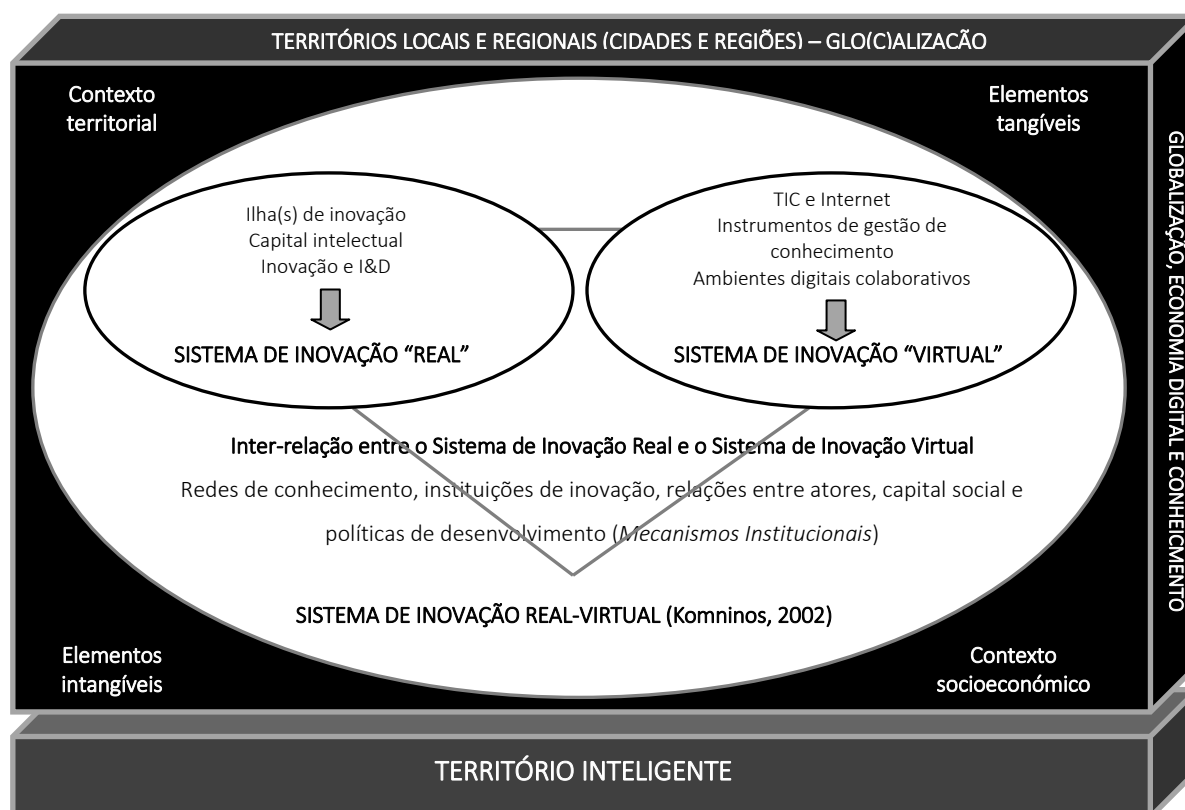 TERRITÓRIOS LOCAIS E REGIONAIS (CIDADES E REGIÕES) – GLO(C)ALIZACÃO
Contexto
territorial
Elementos
tangíveis
Ilha(s) de inovação
Capital intelectual
Inovação e I&D
SISTEMA DE INOVAÇÃO “REAL”
TIC e Internet
Instrumentos de gestão de
conhecimento
Ambientes digitais colaborativos
SISTEMA DE INOVAÇÃO “VIRTUAL”
GLOBALIZAÇÃO, ECONOMIA DIGITAL E CONHEICMENTO
Inter-relação entre o Sistema de Inovação Real e o Sistema de Inovação Virtual
Redes de conhecimento, instituições de inovação, relações entre atores, capital social e
políticas de desenvolvimento (Mecanismos Institucionais)
SISTEMA DE INOVAÇÃO REAL-VIRTUAL (Komninos, 2002)
Elementos
intangíveis
Contexto
socioeconómico
TERRITÓRIO INTELIGENTE